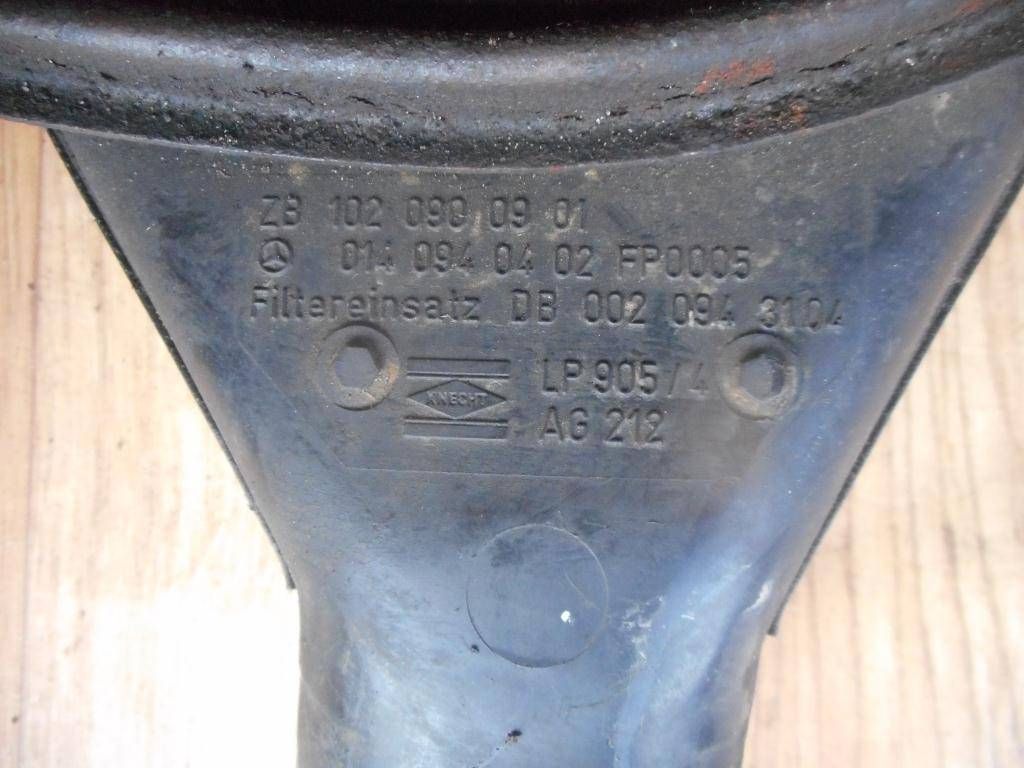 ZB 102 090 09 01
014 094 04 02 FP0005
Filtereinsatz DB 002 094 31 04
KNECHT
LP 905 / 4
AG 212